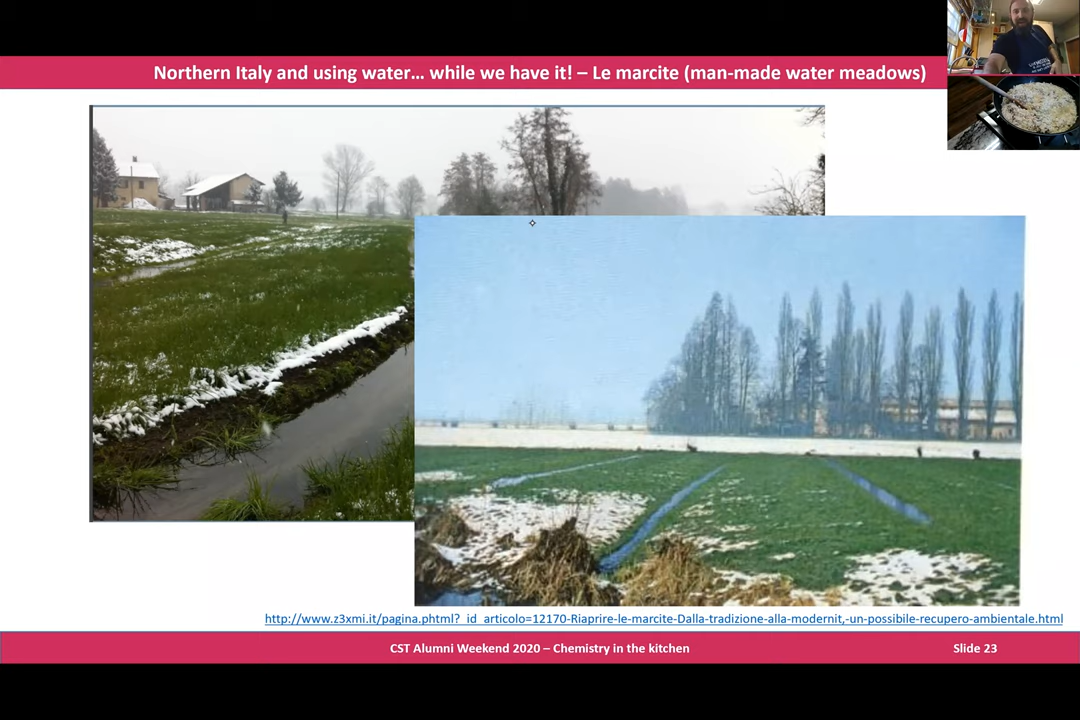 Northern Italy and using water... while we have it! – Le marcite (man-made water meadows)
http://www.z3xmi.it/pagina.phtml?_id_articolo=12170-Riaprire-le-marcite-Dalla-tradizione-alla-modernit,-un-possibile-recupero-ambientale.html
CST Alumni Weekend 2020 – Chemistry in the kitchen
Slide 23